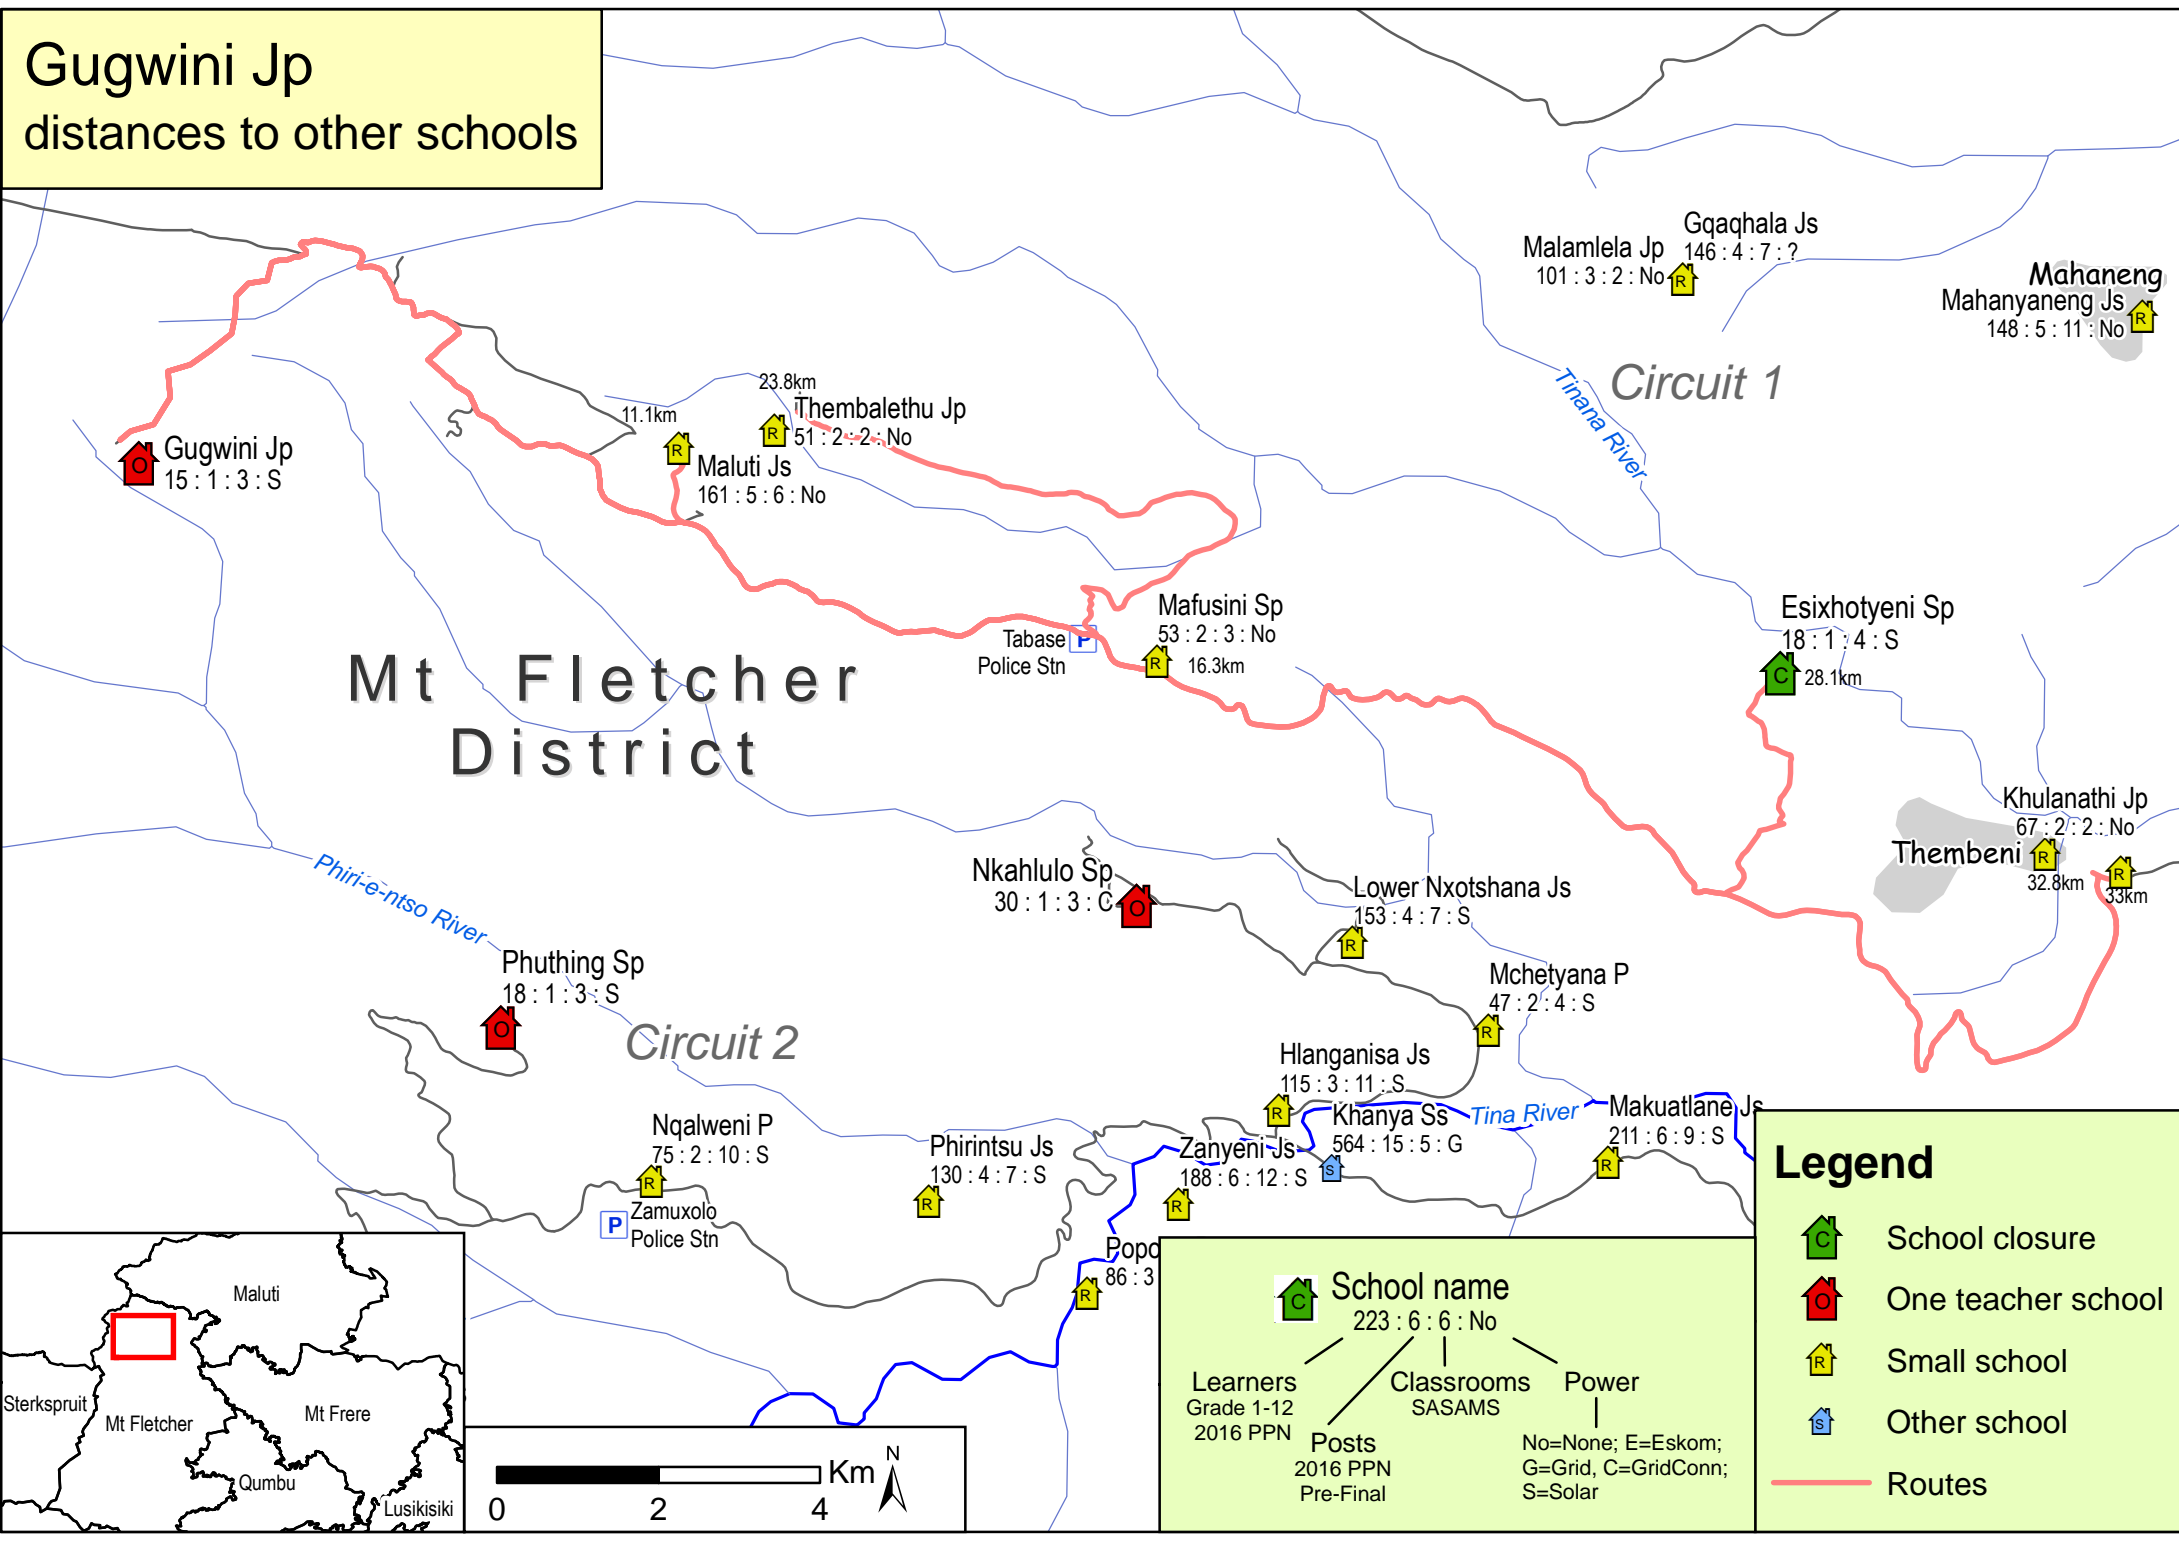 Gugwini Jp
distances to other schools
Gqaqhala Js
146 : 4 : 7 : ?
Malamlela Jp
101 : 3 : 2 : No
R
Mahaneng
Mahanyaneng Js
148 : 5 : 11 : No
R
Circuit 1
Tinana River
23.8km
Thembalethu Jp
51 : 2 : 2 : No
R
11.1km
R
Maluti Js
161 : 5 : 6 : No
Gugwini Jp
15 : 1 : 3 : S
O
Mafusini Sp
53 : 2 : 3 : No
R
16.3km
Tabase
Police Stn
P
Esixhotyeni Sp
18 : 1 : 4 : S
C
28.1km
Mt Fletcher
District
Khulanathi Jp
67 : 2 : 2 : No
Thembeni
R
32.8km
R
33km
Phiri-e-ntso River
Nkahlulo Sp
30 : 1 : 3 : C
O
Lower Nxotshana Js
153 : 4 : 7 : S
R
Phuthing Sp
18 : 1 : 3 : S
O
Mchetyana P
47 : 2 : 4 : S
R
Circuit 2
Hlanganisa Js
115 : 3 : 11 : S
R
Khanya Ss
564 : 15 : 5 : G
S
Tina River
Makuatlane Js
211 : 6 : 9 : S
R
Nqalweni P
75 : 2 : 10 : S
R
Phirintsu Js
130 : 4 : 7 : S
R
Zanyeni Js
188 : 6 : 12 : S
R
P
Zamuxolo
Police Stn
Popo
86 : 3
R
Maluti
Sterkspruit
Mt Fletcher
Mt Frere
Qumbu
Lusikisiki
Km
0 2 4
N
C
School name
223 : 6 : 6 : No
Learners
Grade 1-12
2016 PPN
Posts
2016 PPN
Pre-Final
Classrooms
SASAMS
Power
No=None; E=Eskom;
G=Grid, C=GridConn;
S=Solar
Legend
C School closure
O One teacher school
R Small school
S Other school
Routes